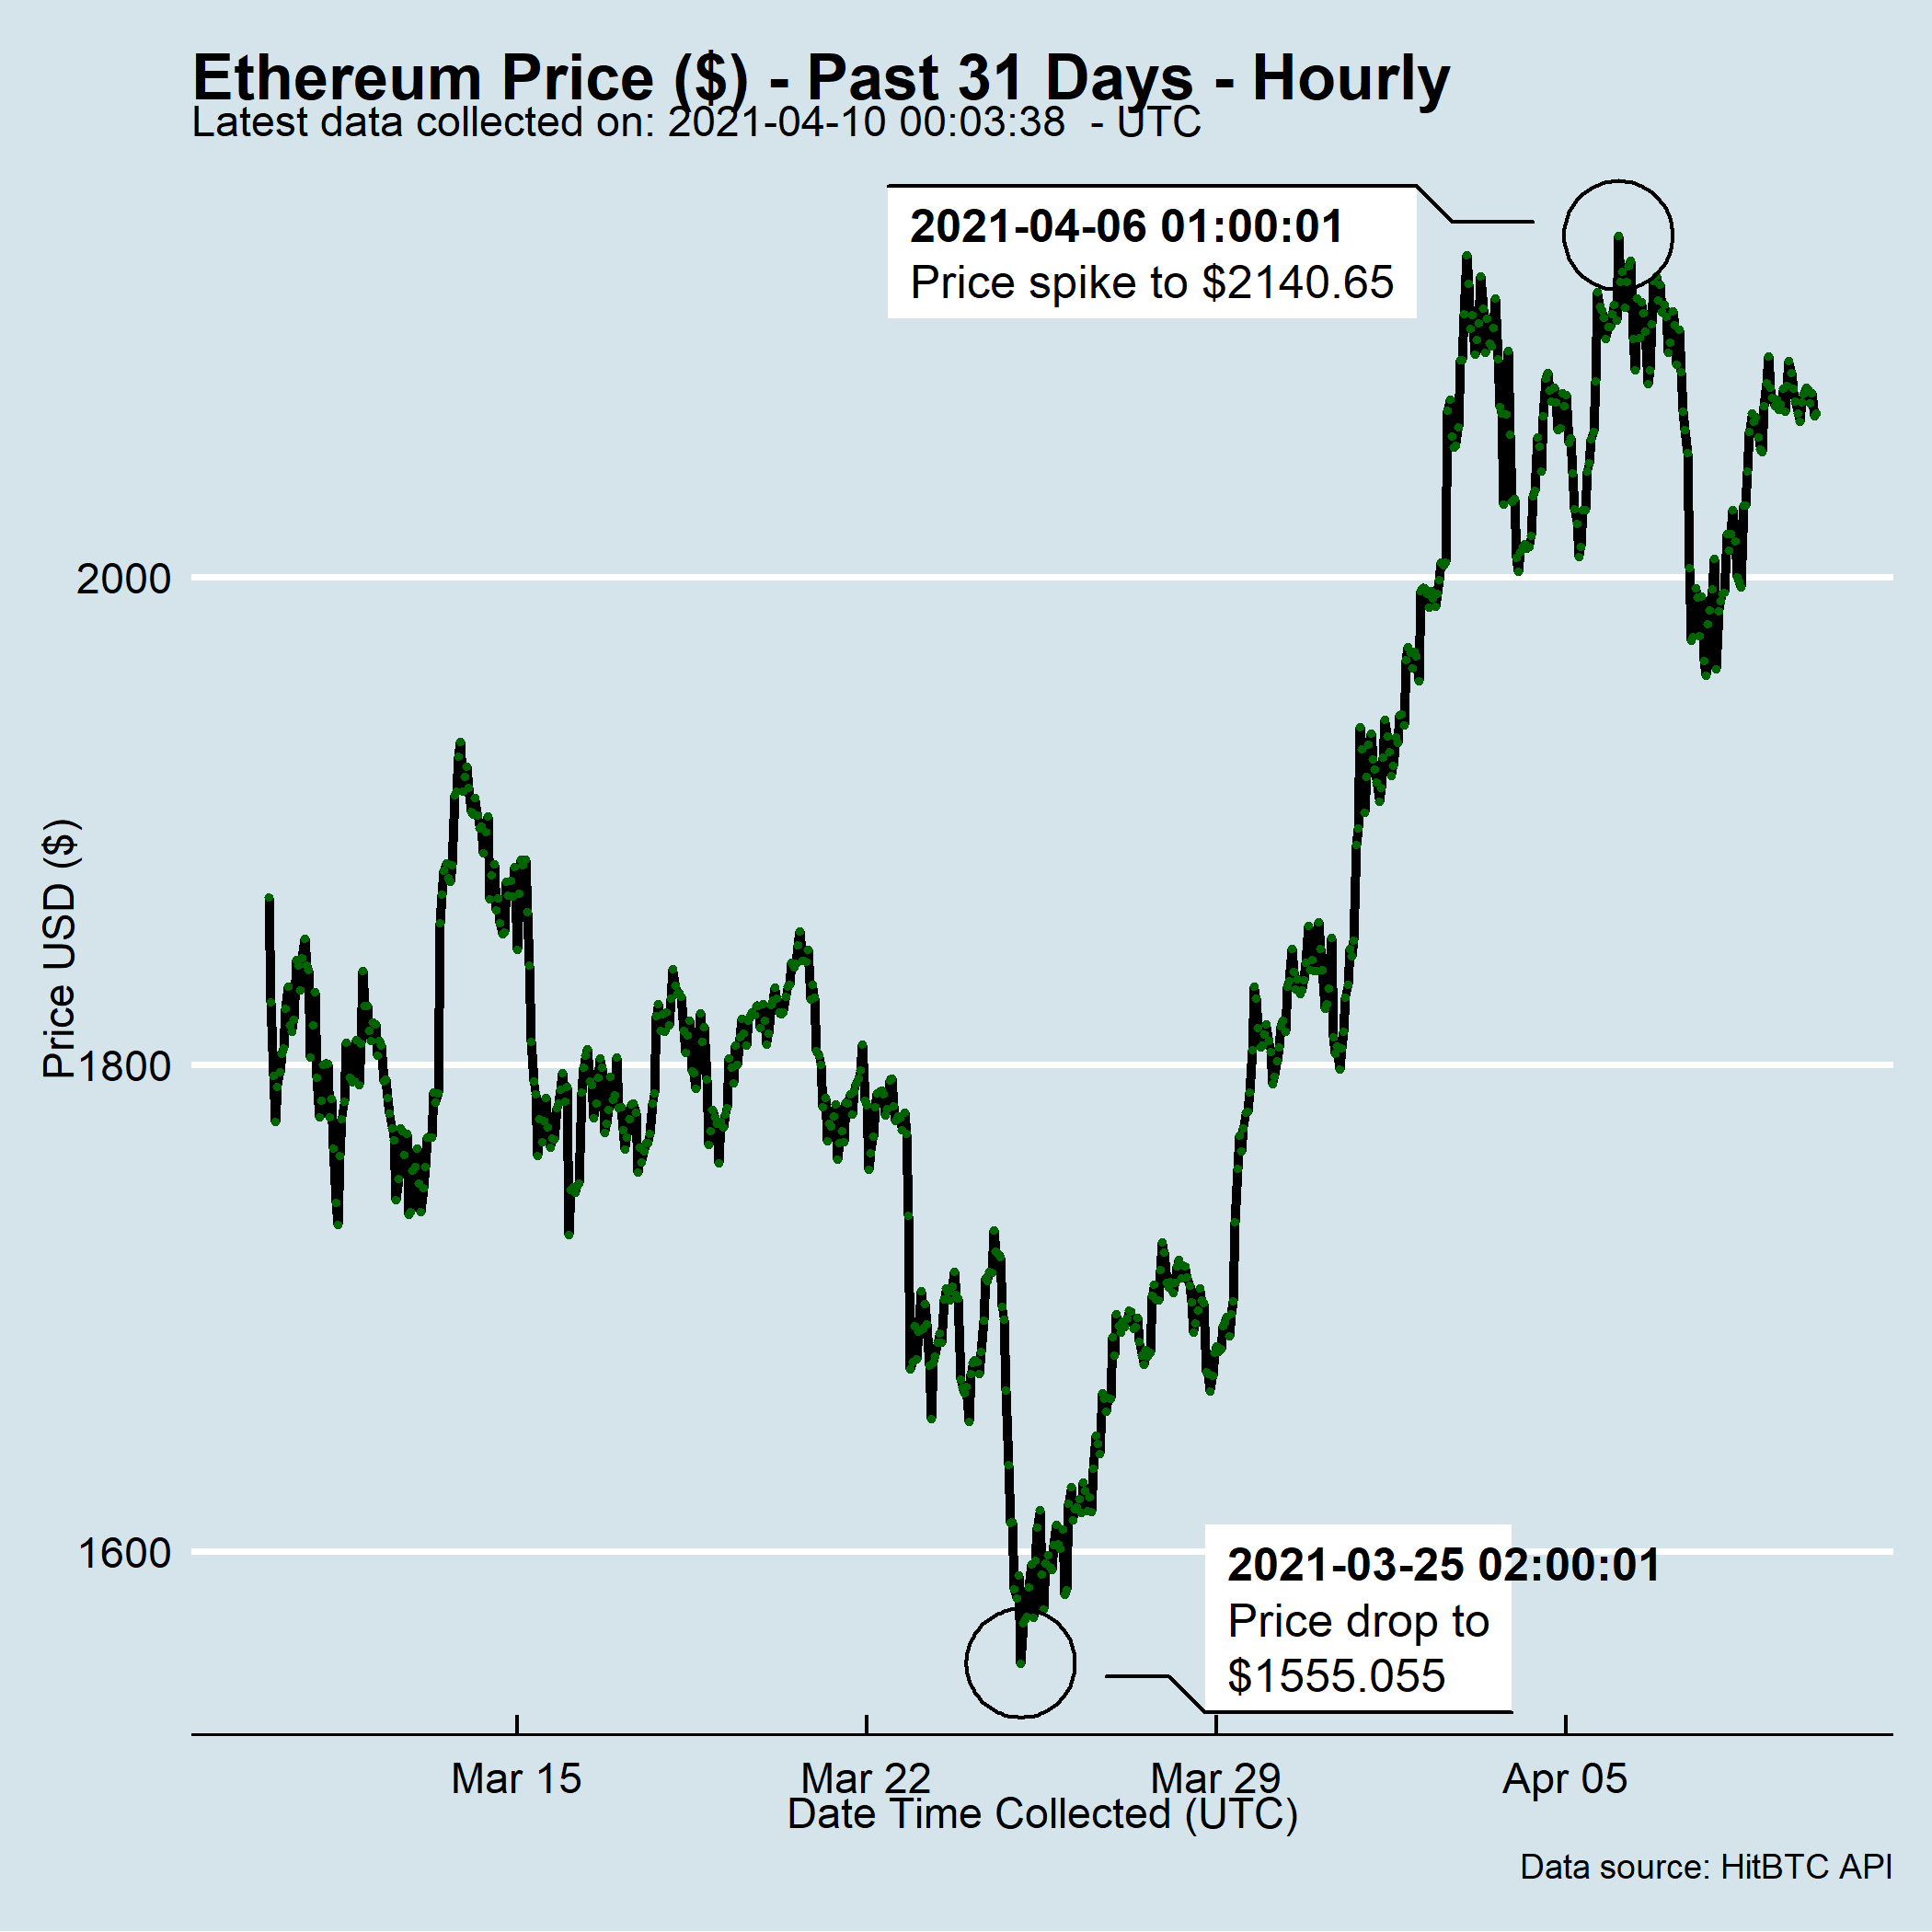 Ethereum Price ($) - Past 31 Days - Hourly
Latest data collected on: 2021-04-10 00:03:38  - UTC
2021-04-06 01:00:01
Price spike to $2140.65
2000
Price USD ($)
1800
1600
2021-03-25 02:00:01
Price drop to
$1555.055
Mar 15
Mar 22
Mar 29
Apr 05
Date Time Collected (UTC)
Data source: HitBTC API